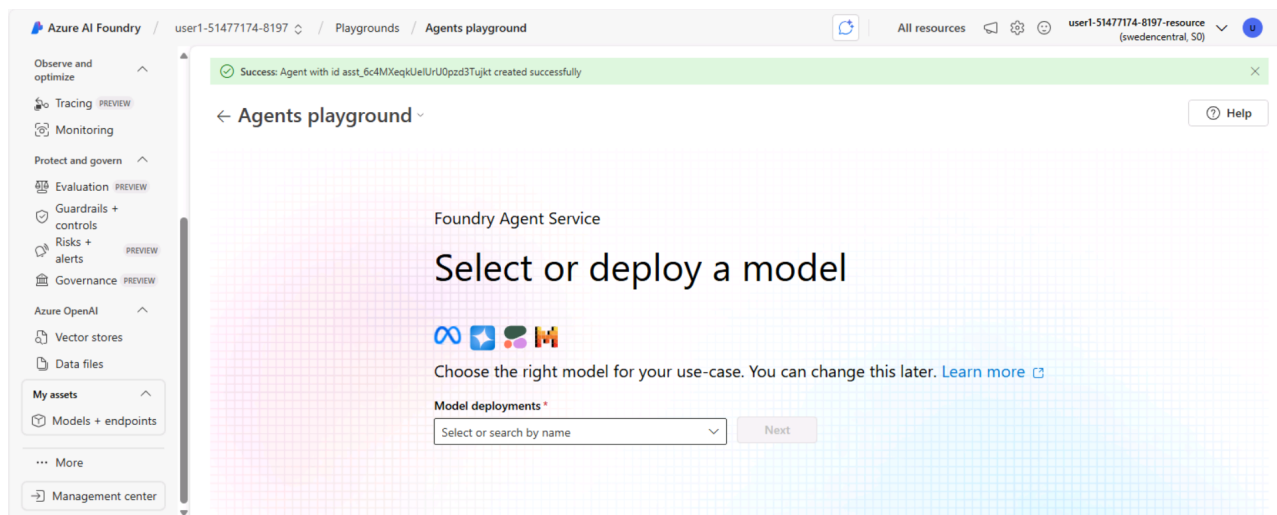 Azure AI Foundry / user1-51477174-8197 / Playgrounds / Agents playground All resources user1-51477174-8197-resource
(swedencentral, S0)
U
Observe and
optimize
Tracing PREVIEW
Monitoring
Protect and govern
Evaluation PREVIEW
Guardrails +
controls
Risks +
alerts PREVIEW
Governance PREVIEW
Azure OpenAI
Vector stores
Data files
My assets
Models + endpoints
... More
Management center
Success: Agent with id asst_6c4MXeqkUelUrU0pzd3Tujkt created successfully
Agents playground
Help
Foundry Agent Service
Select or deploy a model
Choose the right model for your use-case. You can change this later. Learn more
Model deployments *
Select or search by name
Next